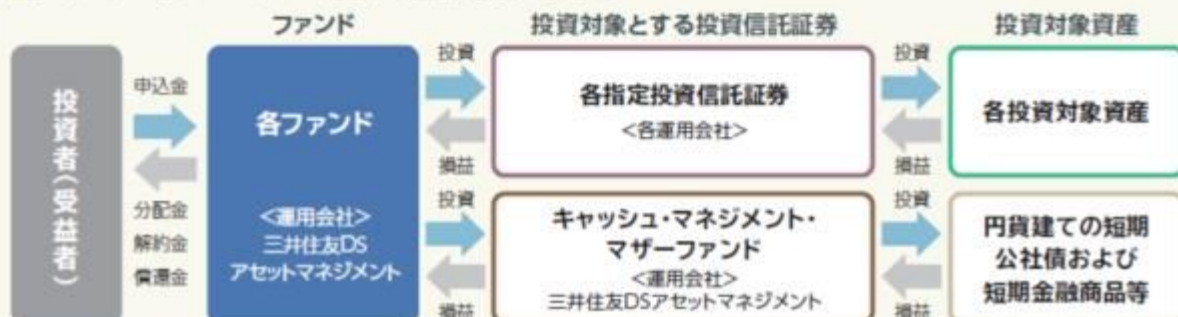 ファンド
投資対象とする投資信託証券
投資対象資産
投資者(受益者)
申込金
分配金
解約金
償還金
各ファンド
<運用会社>
三井住友DS
アセットマネジメント
投資
損益
各指定投資信託証券
<各運用会社>
投資
損益
各投資対象資産
投資
損益
キャッシュ・マネジメント・
マザーファンド
<運用会社>
三井住友DSアセットマネジメント
投資
損益
円貨建ての短期
公社債および
短期金融商品等